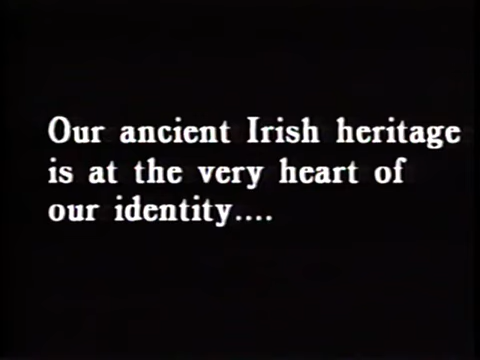 Our ancient Irish heritage
is at the very heart of
our identity....